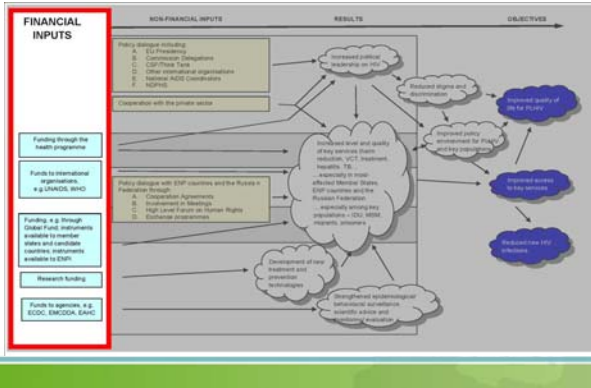 FINANCIAL
INPUTS
NON-FINANCIAL INPUTS
RESULTS
OBJECTIVES
Policy dialogue including:
A. EU Presidency
B. Commission Delegations
C. CSF/Think Tank
D. Other international organisations
E. National AIDS Coordinators
F. NDPHS
Cooperation with the private sector
Funding through the
health programme
Funds to international
organisations,
e.g. UNAIDS, WHO
Policy dialogue with ENP countries and the Russian
Federation through:
A. Cooperation Agreements
B. Involvement in Meetings
C. High Level Forum on Human Rights
D. Exchange programmes
Funding, e.g. through
Global Fund; instruments
available to member
states and candidate
countries; instruments
available to ENPI
Research funding
Funds to agencies, e.g.
ECDC, EMCDDA, EAHC
Increased political
leadership on HIV
Reduced stigma and
discrimination
Improved policy
environment for PLHIV
and key populations
Increased level and quality
of key services (harm
reduction, VCT, treatment,
hepatitis, TB...
... especially in most
affected Member States,
ENP countries and the
Russian Federation
... especially among key
populations – IDU, MSM,
migrants, prisoners
Development of new
treatment and
prevention
technologies
Strengthened epidemiological/
behavioural surveillance,
scientific advice and
monitoring/ evaluation
Improved quality of
life for PLHIV
Improved access
to key services
Reduced new HIV
infections